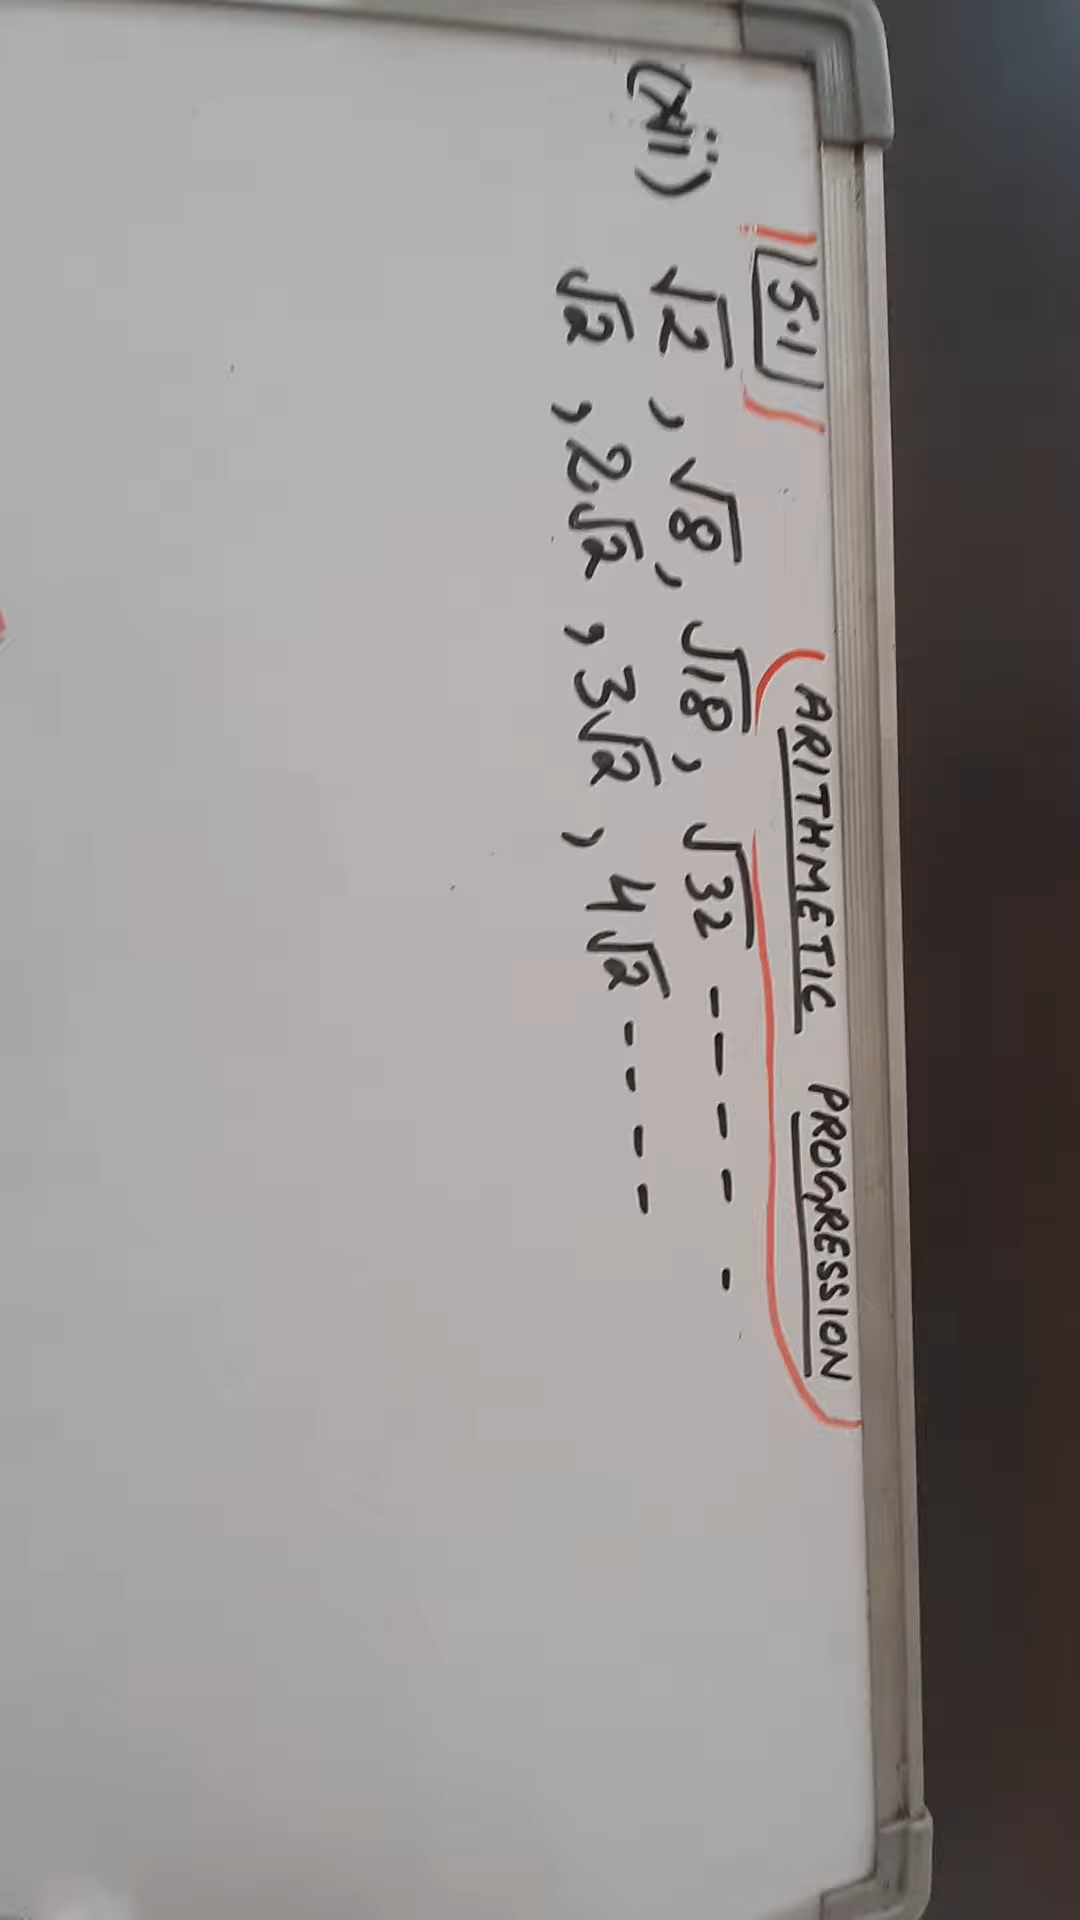 5.1 ARITHMETIC PROGRESSION
(xii) √2 , √8 , √18 , √32 - - - - -
√2 , 2√2 , 3√2 , 4√2 - - - -